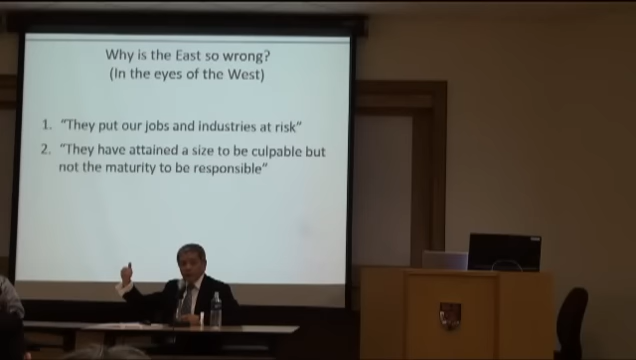 Why is the East so wrong?
(In the eyes of the West)
1. "They put our jobs and industries at risk"
2. "They have attained a size to be culpable but
not the maturity to be responsible"